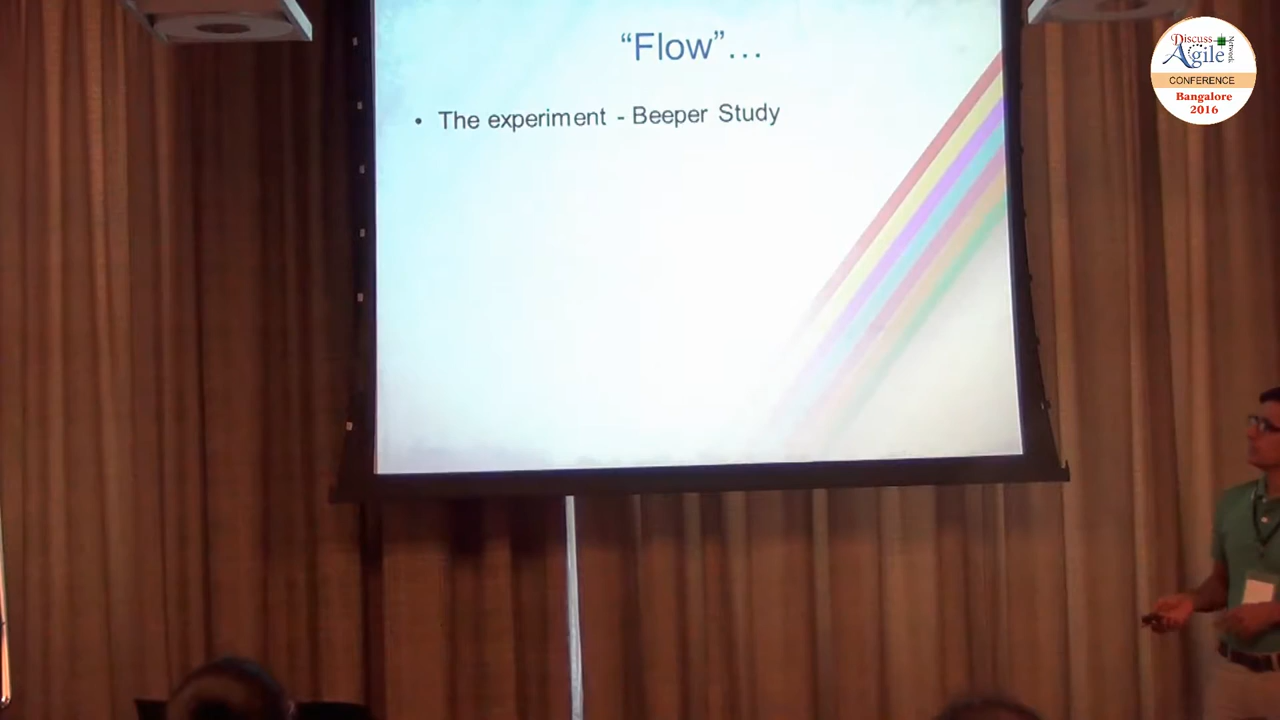 “Flow”...
• The experiment - Beeper Study
Discuss
Agile
Network
CONFERENCE
Bangalore
2016